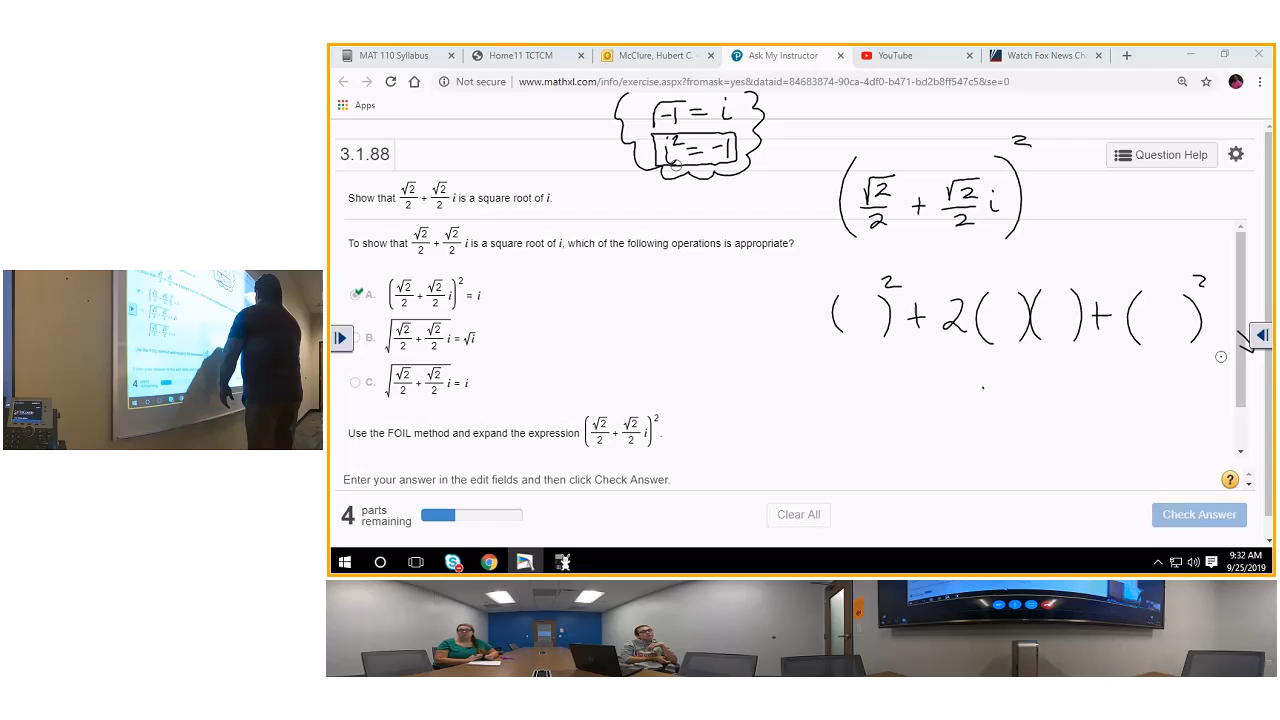 MAT 110 Syllabus
Home11 TCTCM
McClure, Hubert C.
Ask My Instructor
YouTube
Watch Fox News Ch
Not secure | www.mathxl.com/info/exercise.aspx?fromask=yes&dataid=84683874-90ca-4df0-b471-bd2b8ff547c5&se=0
Apps
√-1 = i
i² = -1
3.1.88
Question Help
(√2/2 + √2/2 i)²
Show that √2/2 + √2/2 i is a square root of i.
To show that √2/2 + √2/2 i is a square root of i, which of the following operations is appropriate?
A. (√2/2 + √2/2 i)² = i
( )² + 2( )( ) + ( )²
B. √(√2/2 + √2/2 i) = √i
C. √(√2/2 + √2/2 i) = i
Use the FOIL method and expand the expression (√2/2 + √2/2 i)².
Enter your answer in the edit fields and then click Check Answer.
?
4 parts remaining
Clear All
Check Answer
9:32 AM
9/25/2019